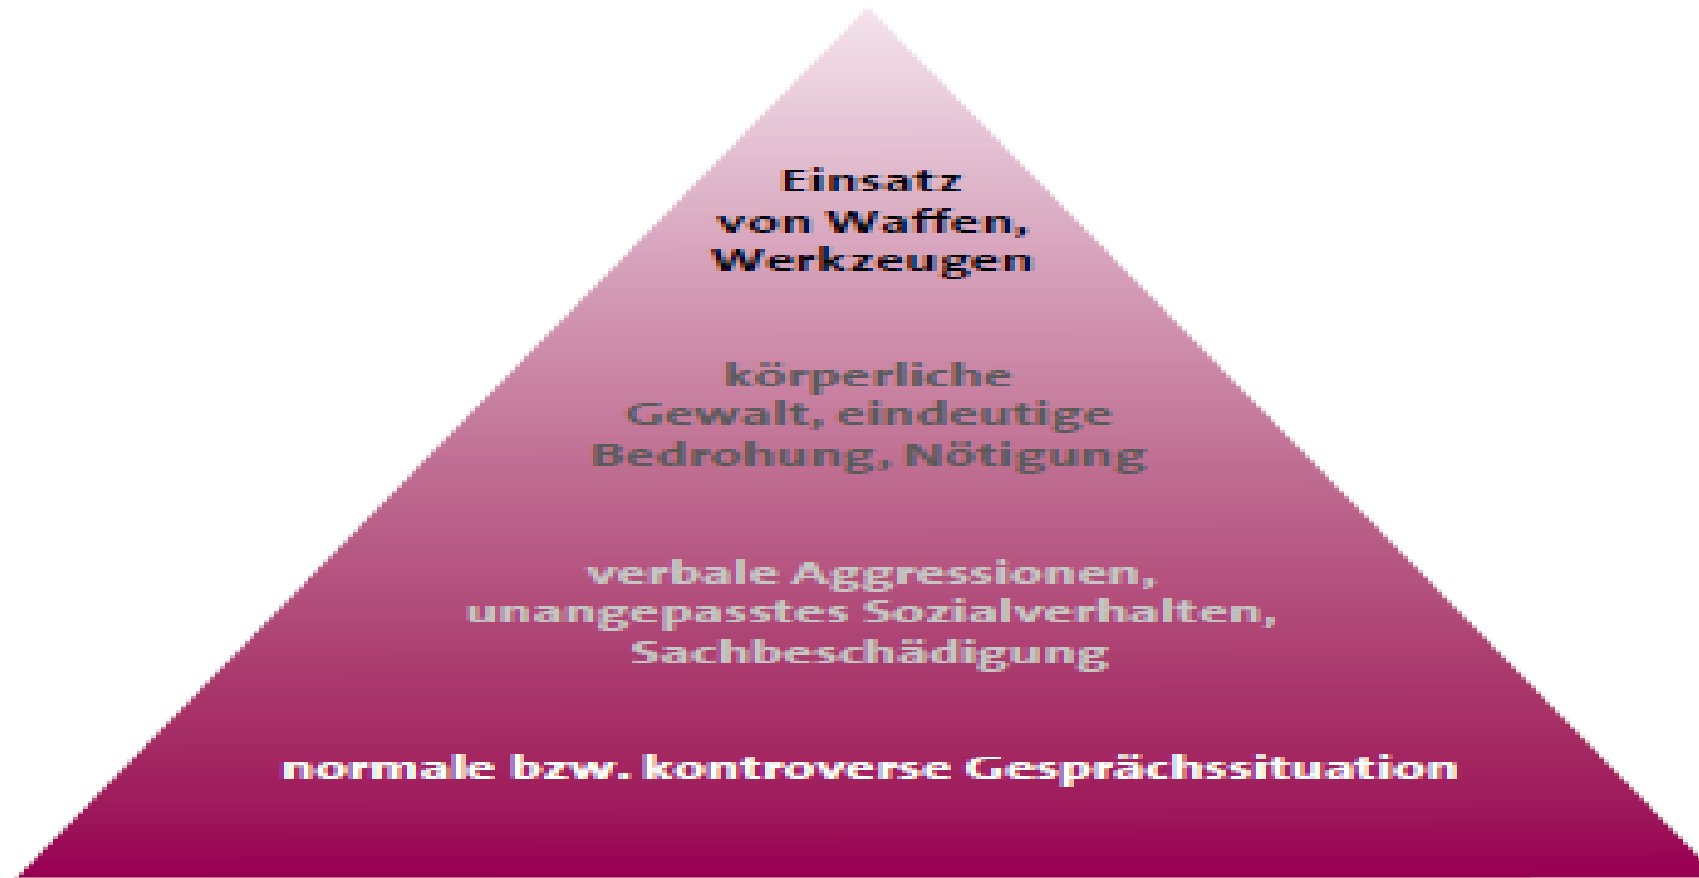 Einsatz
von Waffen,
Werkzeugen
körperliche
Gewalt, eindeutige
Bedrohung, Nötigung
verbale Aggressionen,
unangepasstes Sozialverhalten,
Sachbeschädigung
normale bzw. kontroverse Gesprächssituation